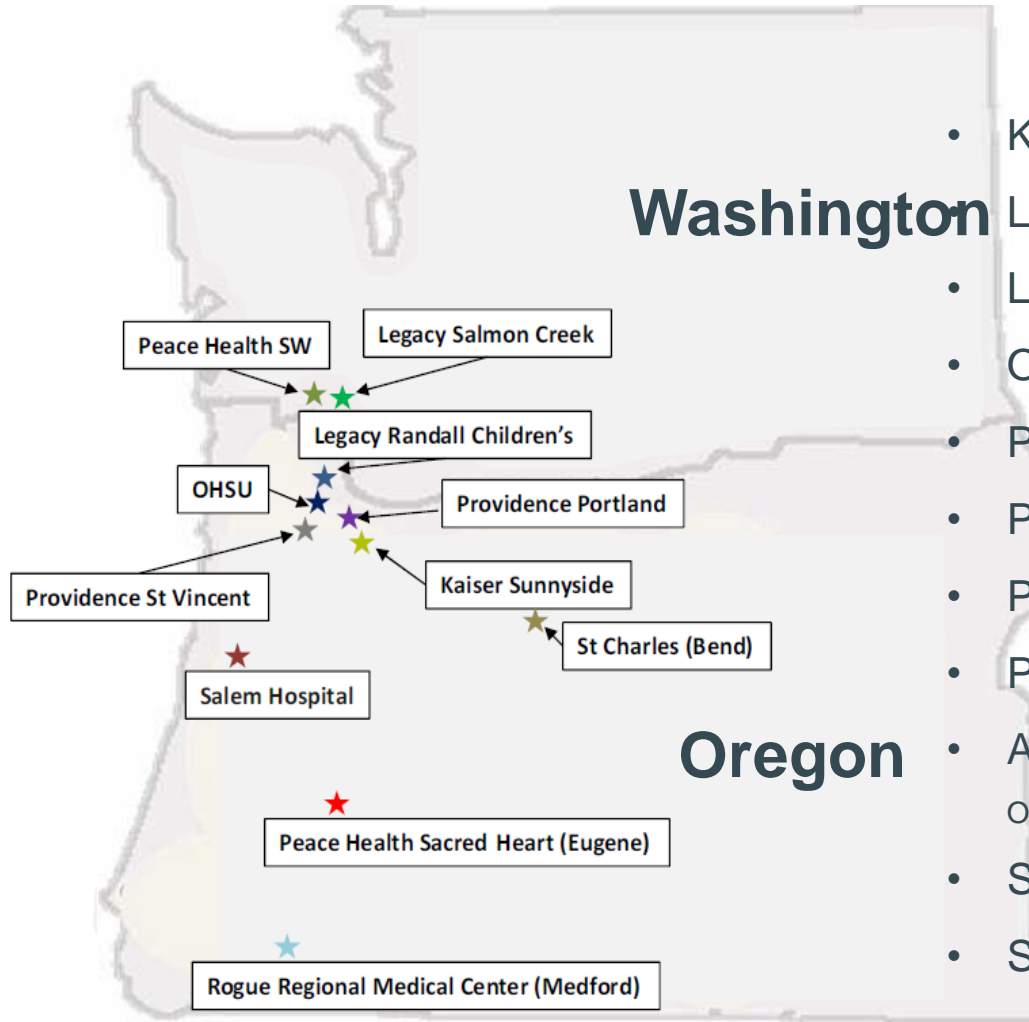 Washington
Peace Health SW
Legacy Salmon Creek
Legacy Randall Children's
OHSU
Providence Portland
Providence St Vincent
Kaiser Sunnyside
St Charles (Bend)
Salem Hospital
Oregon
Peace Health Sacred Heart (Eugene)
Rogue Regional Medical Center (Medford)